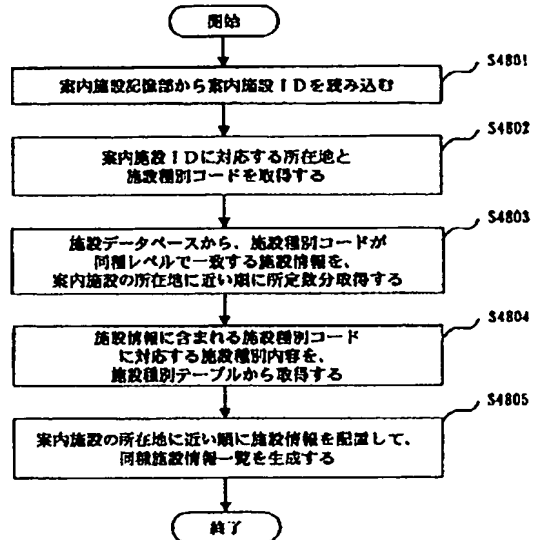 開始
S4801
案内施設記憶部から案内施設IDを読み込む
S4802
案内施設IDに対応する所在地と
施設種別コードを取得する
S4803
施設データベースから、施設種別コードが
同種レベルで一致する施設情報を、
案内施設の所在地に近い順に所定数分取得する
S4804
施設情報に含まれる施設種別コード
に対応する施設種別内容を、
施設種別テーブルから取得する
S4805
案内施設の所在地に近い順に施設情報を配置して、
同種施設情報一覧を生成する
終了